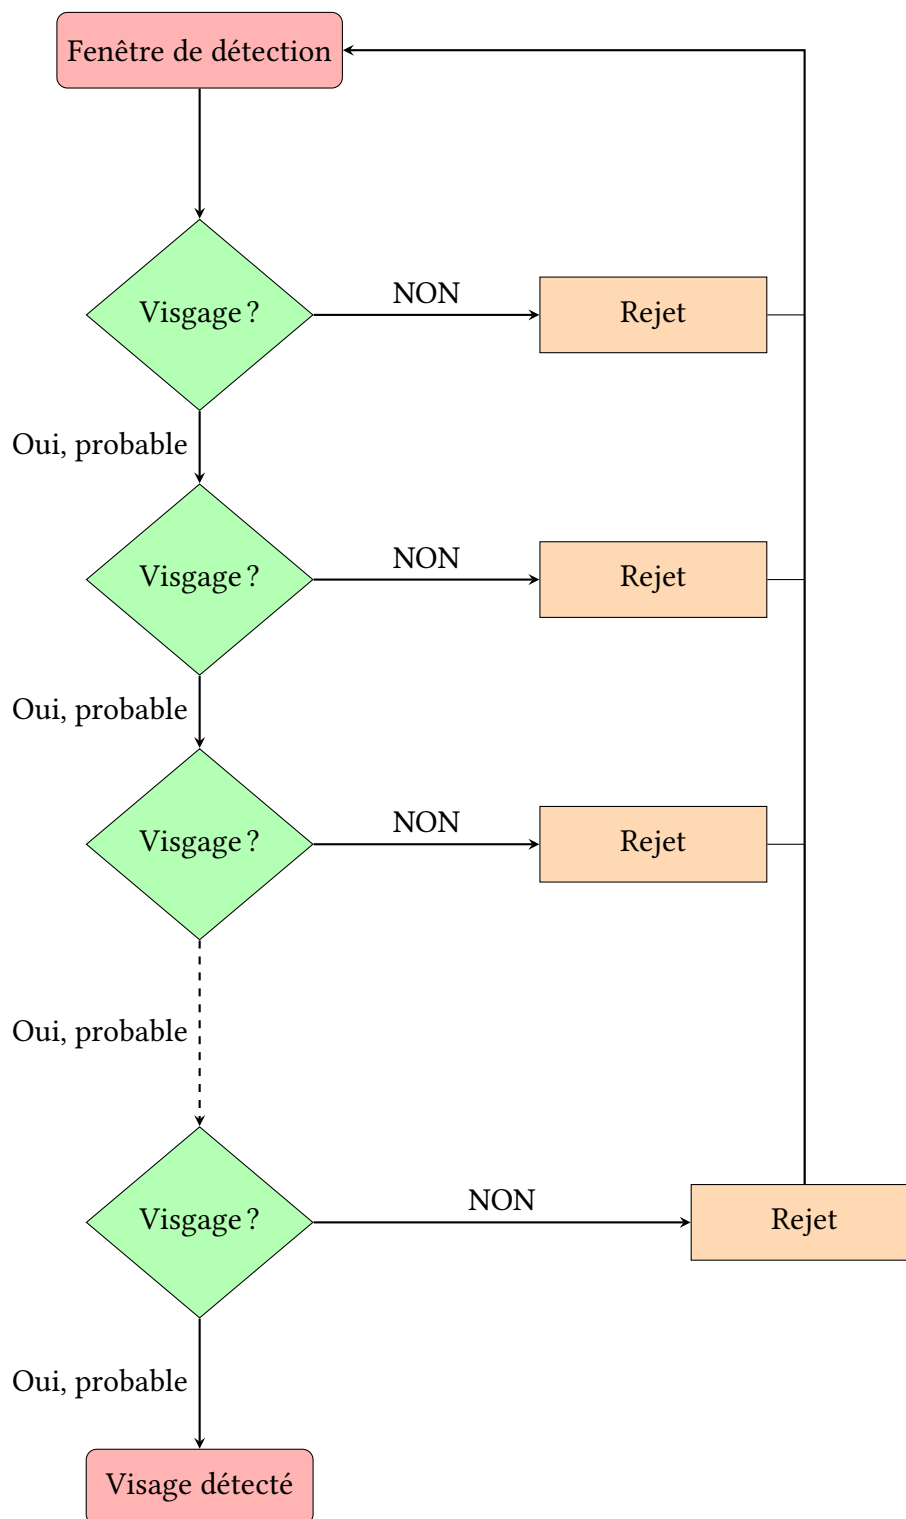 Fenêtre de détection
Visgage ?
NON
Rejet
Oui, probable
Visgage ?
NON
Rejet
Oui, probable
Visgage ?
NON
Rejet
Oui, probable
Visgage ?
NON
Rejet
Oui, probable
Visage détecté